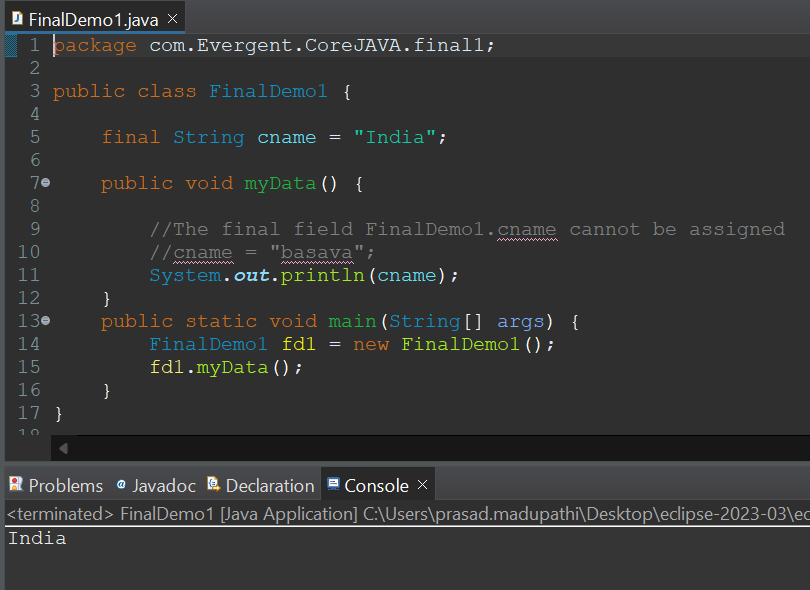 FinalDemo1.java
1 package com.Evergent.CoreJAVA.final1;
2
3 public class FinalDemo1 {
4
5 final String cname = "India";
6
7 public void myData() {
8
9 //The final field FinalDemo1.cname cannot be assigned
10 //cname = "basava";
11 System.out.println(cname);
12 }
13 public static void main(String[] args) {
14 FinalDemo1 fd1 = new FinalDemo1();
15 fd1.myData();
16 }
17 }
18
Problems Javadoc Declaration Console
<terminated> FinalDemo1 [Java Application] C:\Users\prasad.madupathi\Desktop\eclipse-2023-03\ec
India